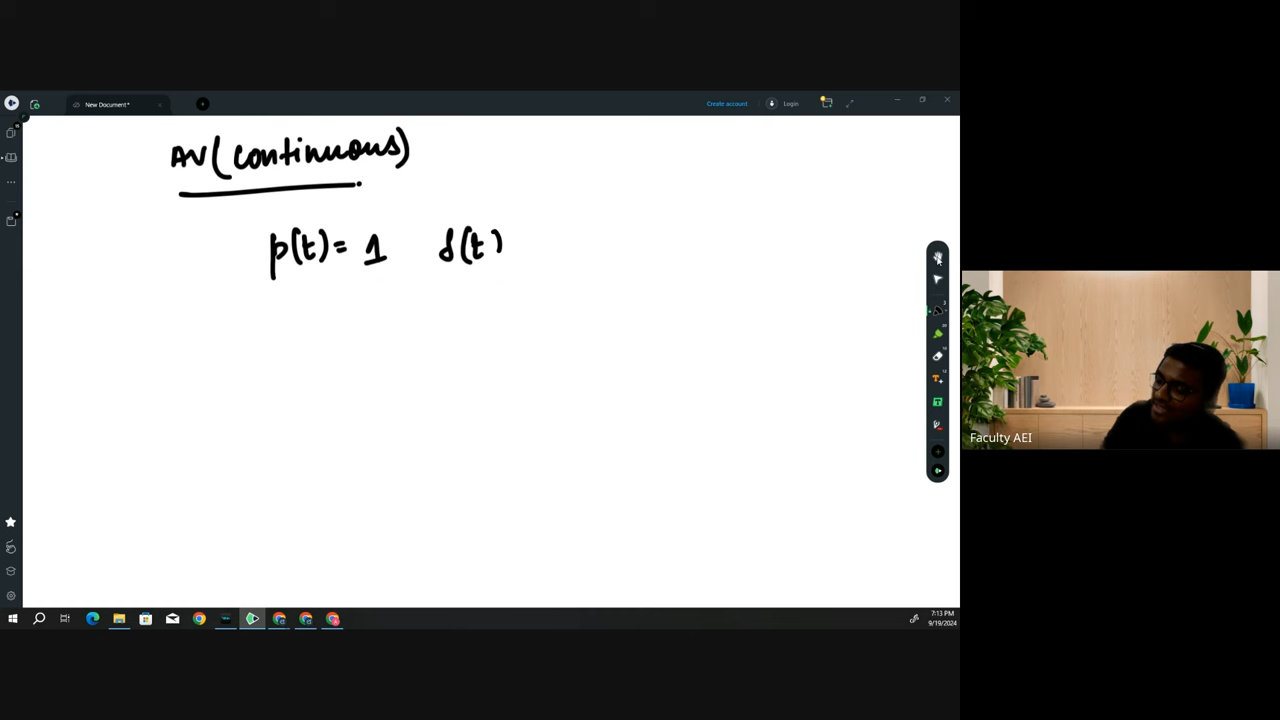 New Document*
Create account
Login
AV(continuous)
p(t)= 1 δ(t)
Faculty AEI
7:13 PM
9/19/2024